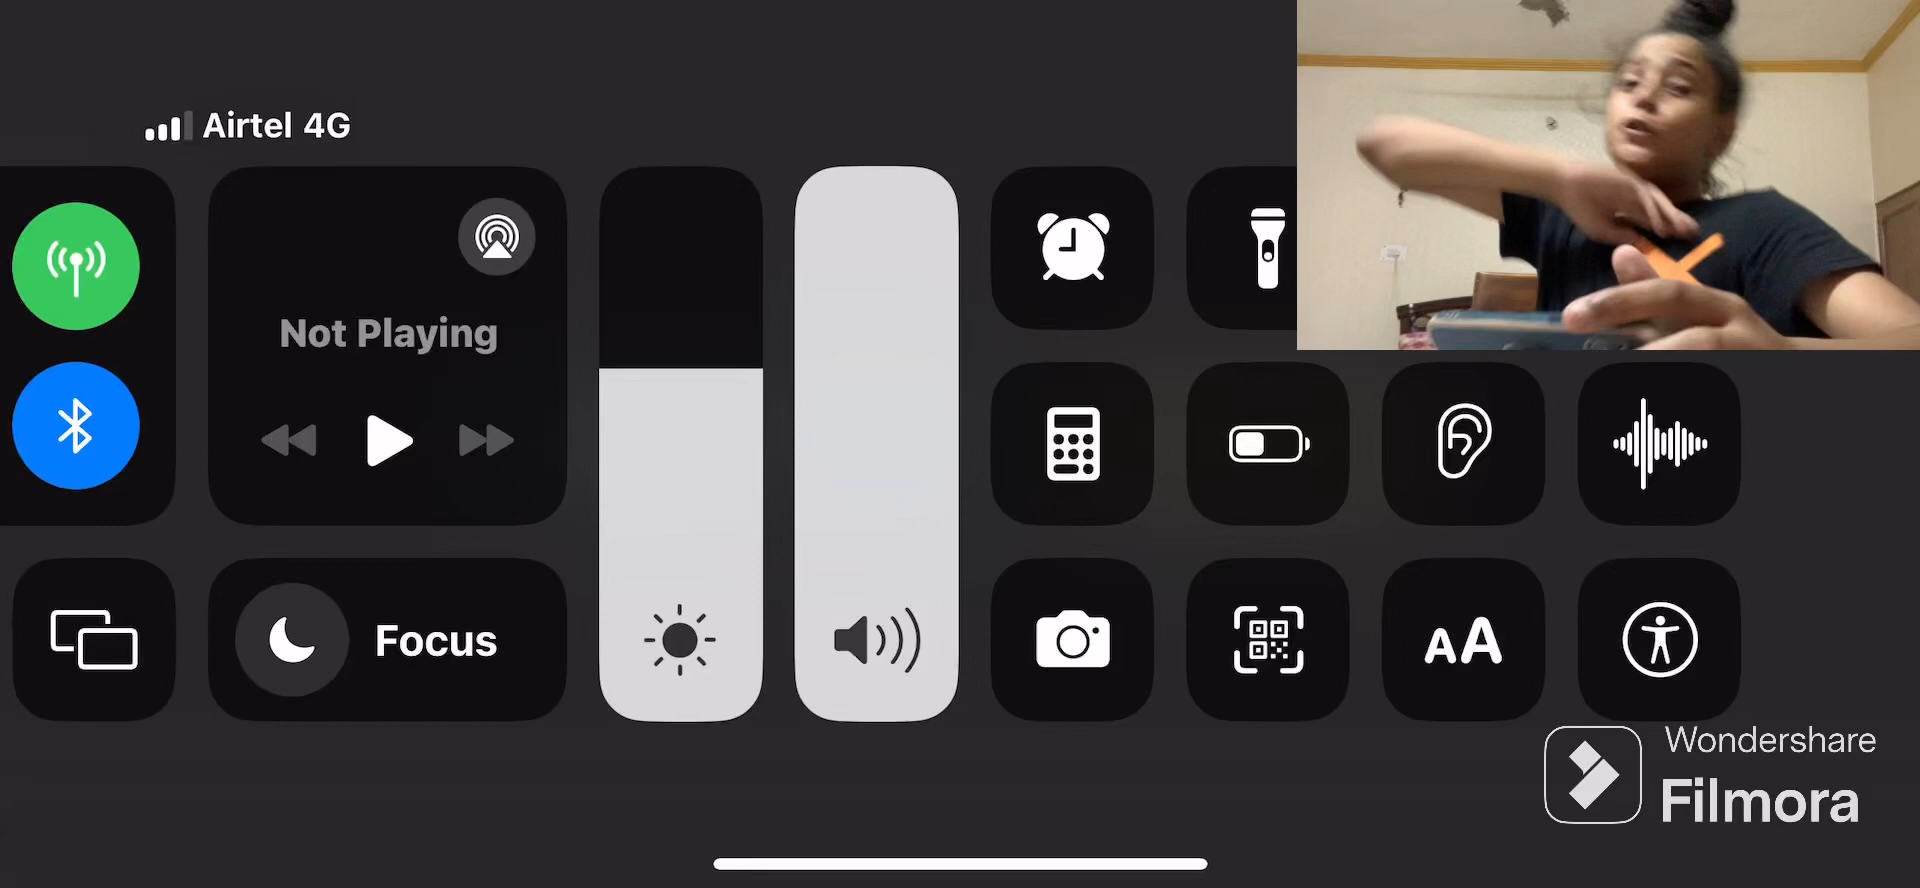 Airtel 4G
Not Playing
Focus
AA
Wondershare
Filmora